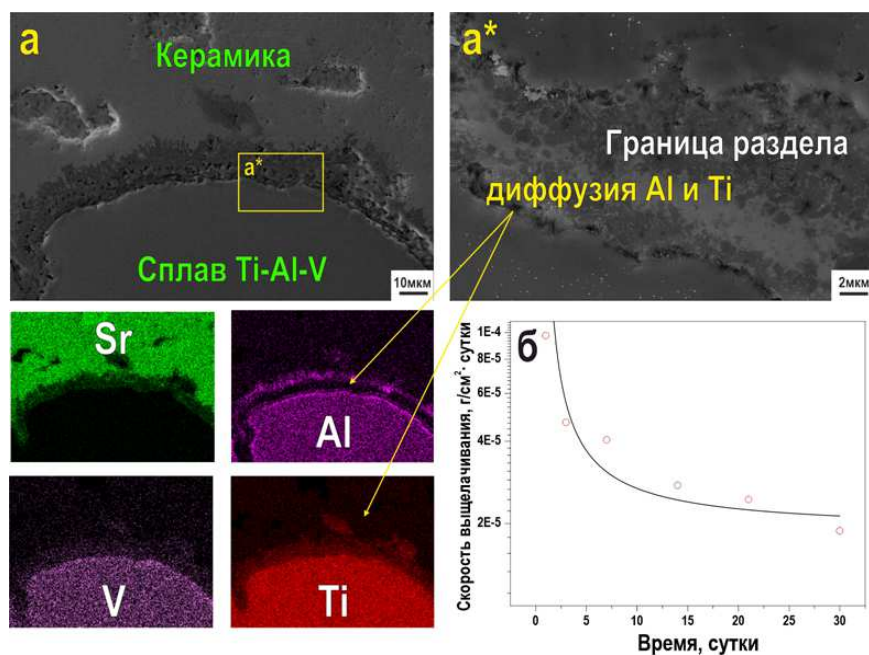 а
Керамика
а*
Сплав Ti-Al-V
10мкм
а*
Граница раздела
диффузия Al и Ti
2мкм
Sr
Al
V
Ti
б
Скорость выщелачивания, г/см²· сутки
1E-4
8E-5
6E-5
4E-5
2E-5
0 5 10 15 20 25 30
Время, сутки